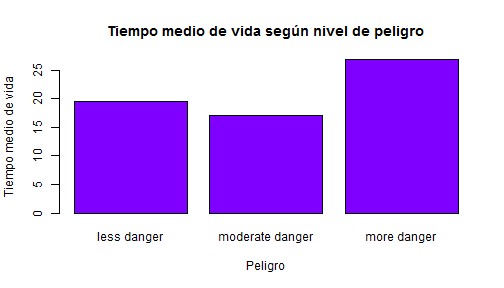 Tiempo medio de vida según nivel de peligro
Tiempo medio de vida
25
20
15
10
5
0
less danger
moderate danger
more danger
Peligro